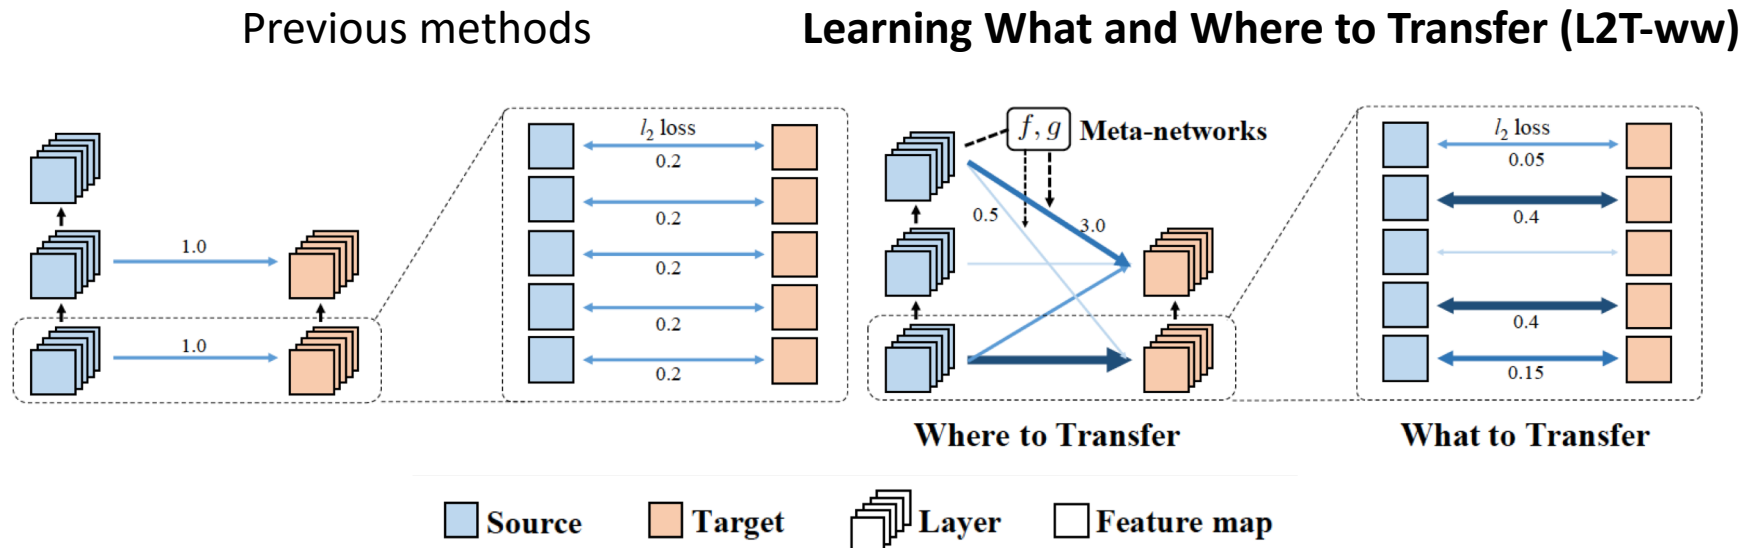 Previous methods
Learning What and Where to Transfer (L2T-ww)
1.0
1.0
l₂ loss
0.2
0.2
0.2
0.2
0.2
f, g
Meta-networks
0.5
3.0
Where to Transfer
l₂ loss
0.05
0.4
0.4
0.15
What to Transfer
Source
Target
Layer
Feature map